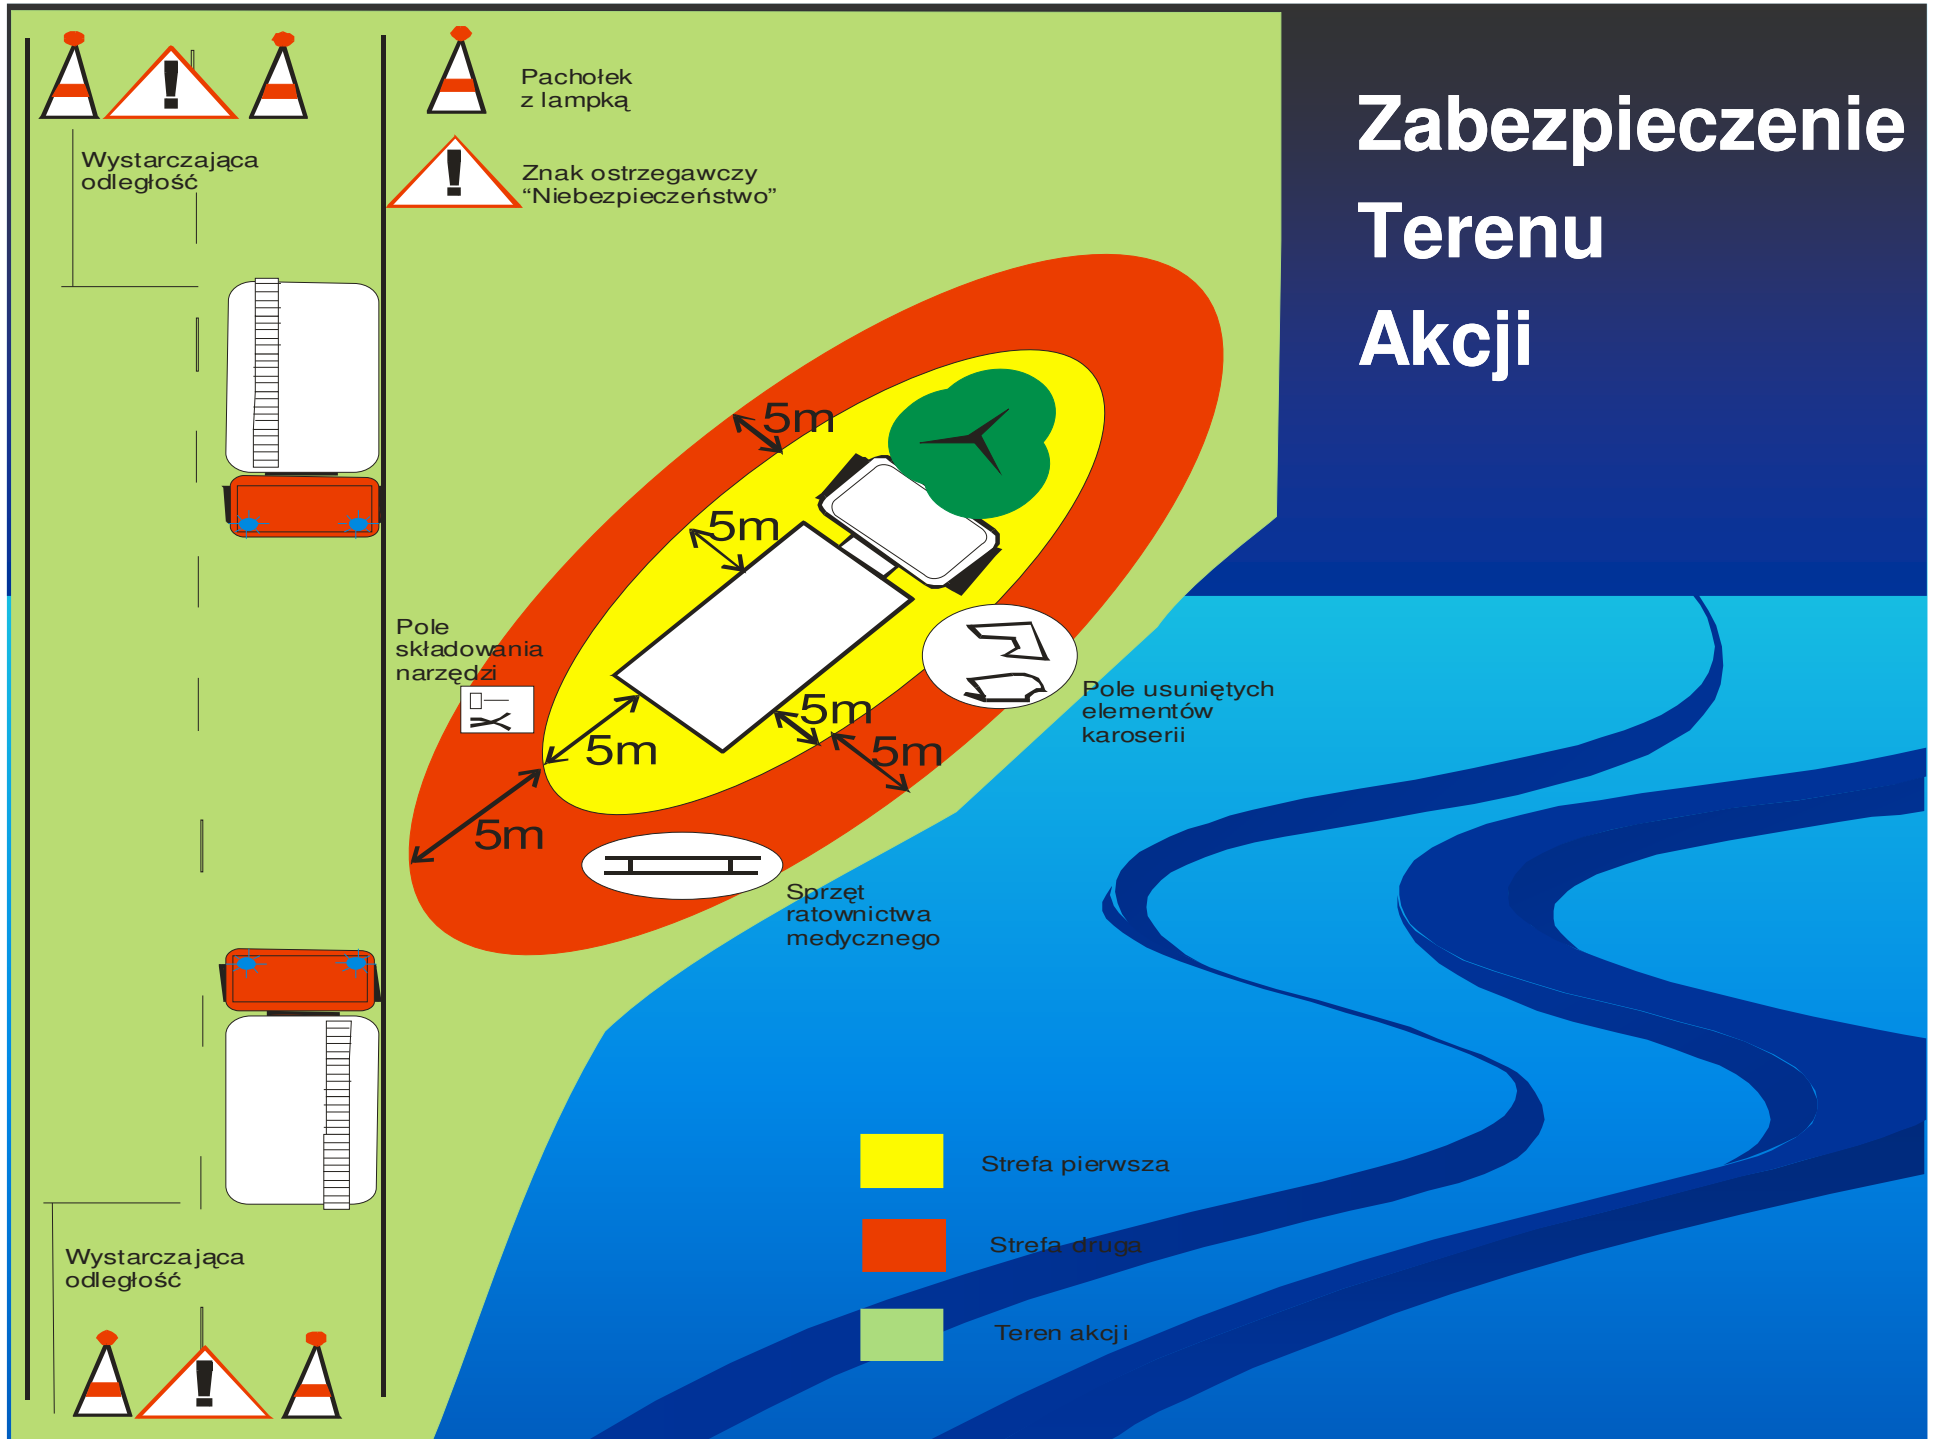 Zabezpieczenie
Terenu
Akcji
Pachołek
z lampką
Znak ostrzegawczy
“Niebezpieczeństwo”
Wystarczająca
odległość
5m
5m
Pole
składowania
narzędzi
5m
5m
5m
5m
Pole usuniętych
elementów
karoserii
Sprzęt
ratownictwa
medycznego
Strefa pierwsza
Strefa druga
Teren akcji
Wystarczająca
odległość